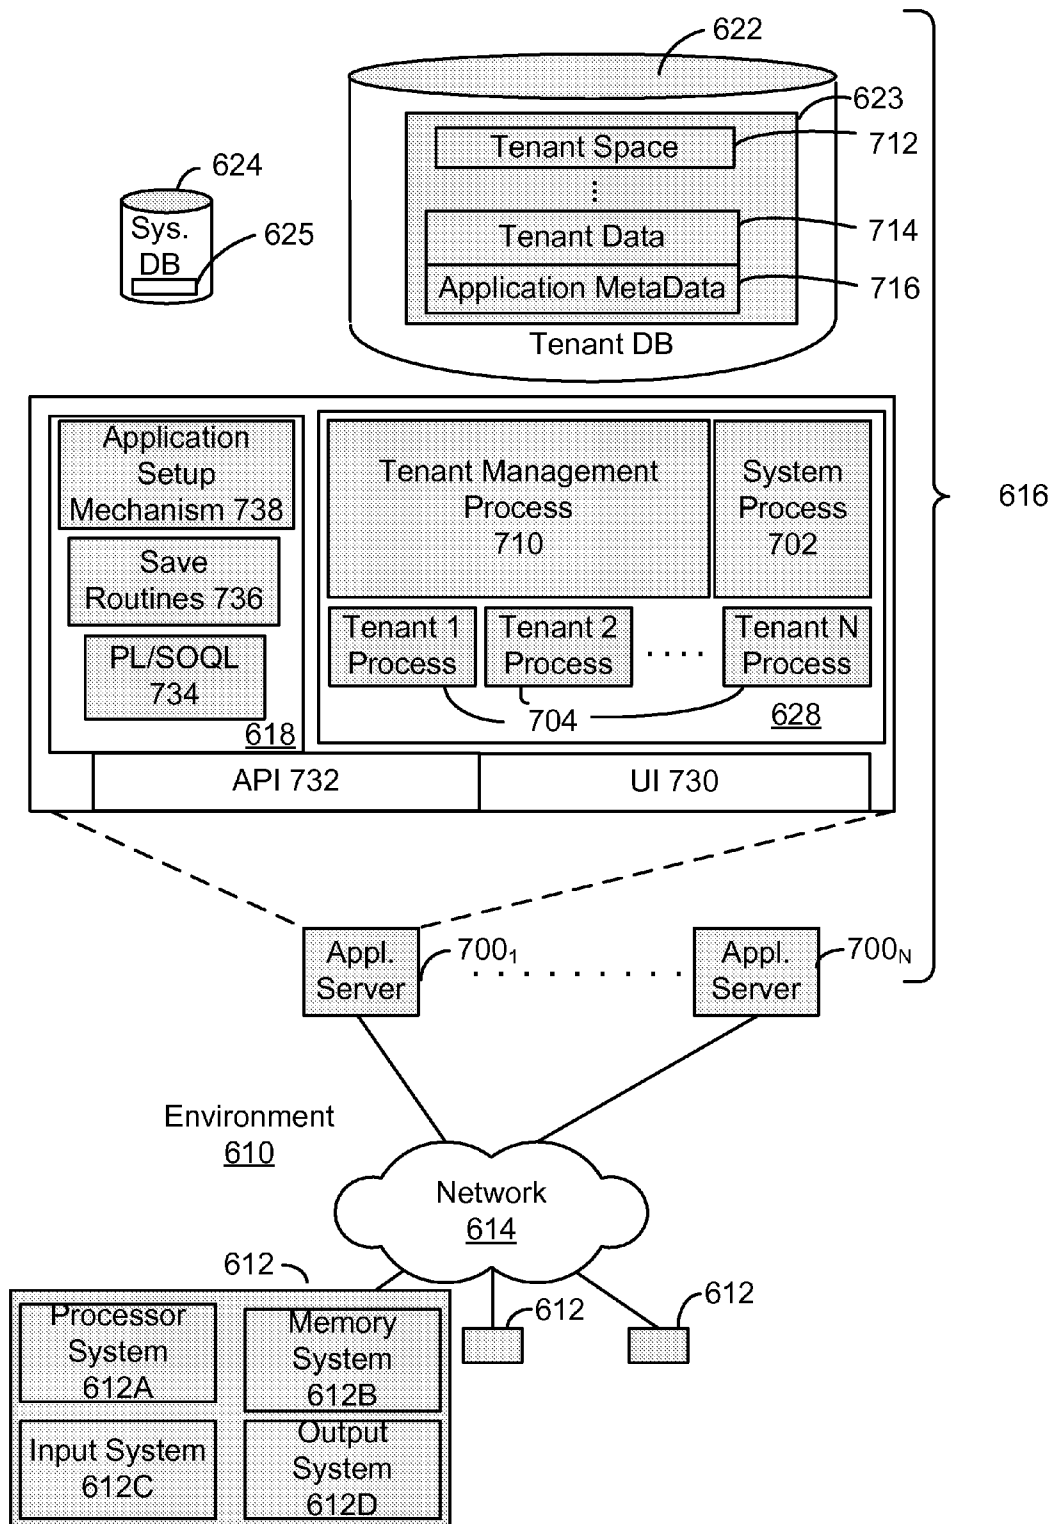 622
623
Tenant Space
712
624
Sys.
DB
625
Tenant Data
714
Application MetaData
716
Tenant DB
Application
Setup
Mechanism 738
Tenant Management
Process
710
System
Process
702
616
Save
Routines 736
PL/SOQL
734
Tenant 1
Process
Tenant 2
Process
Tenant N
Process
704
618
628
API 732
UI 730
Appl.
Server
700₁
Appl.
Server
700N
Environment
610
Network
614
612
612
612
Processor
System
612A
Memory
System
612B
Input System
612C
Output
System
612D